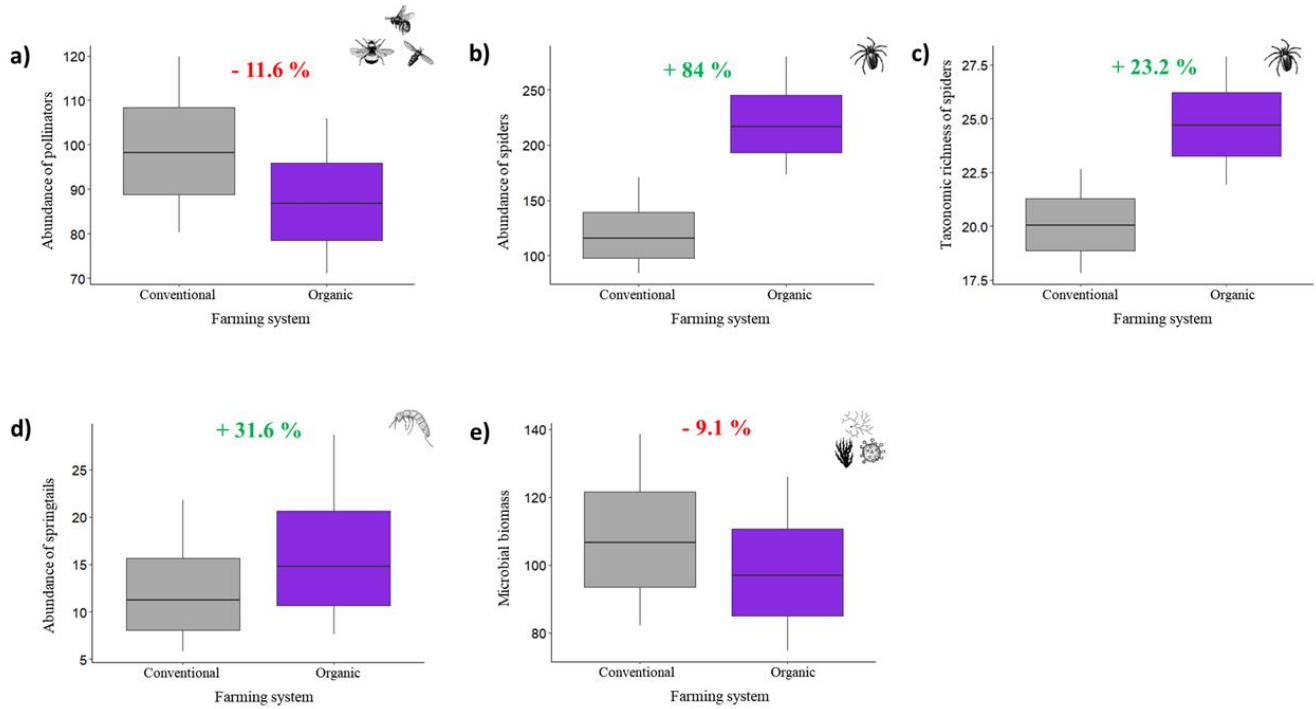 a)
- 11.6 %
Abundance of pollinators
120
110
100
90
80
70
Conventional
Organic
Farming system
b)
+ 84 %
Abundance of spiders
250
200
150
100
Conventional
Organic
Farming system
c)
+ 23.2 %
Taxonomic richness of spiders
27.5
25.0
22.5
20.0
17.5
Conventional
Organic
Farming system
d)
+ 31.6 %
Abundance of springtails
25
20
15
10
5
Conventional
Organic
Farming system
e)
- 9.1 %
Microbial biomass
140
120
100
80
Conventional
Organic
Farming system